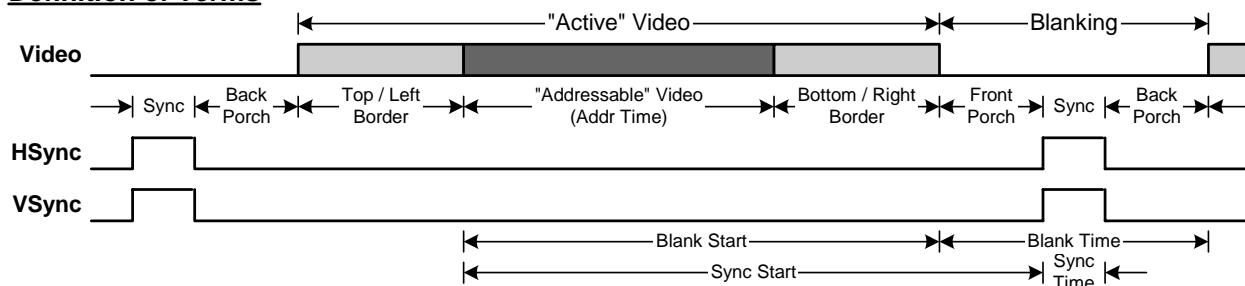 Definition of Terms
"Active" Video
Blanking
Video
Sync
Back Porch
Top / Left Border
"Addressable" Video (Addr Time)
Bottom / Right Border
Front Porch
Sync
Back Porch
HSync
VSync
Blank Start
Blank Time
Sync Start
Sync Time